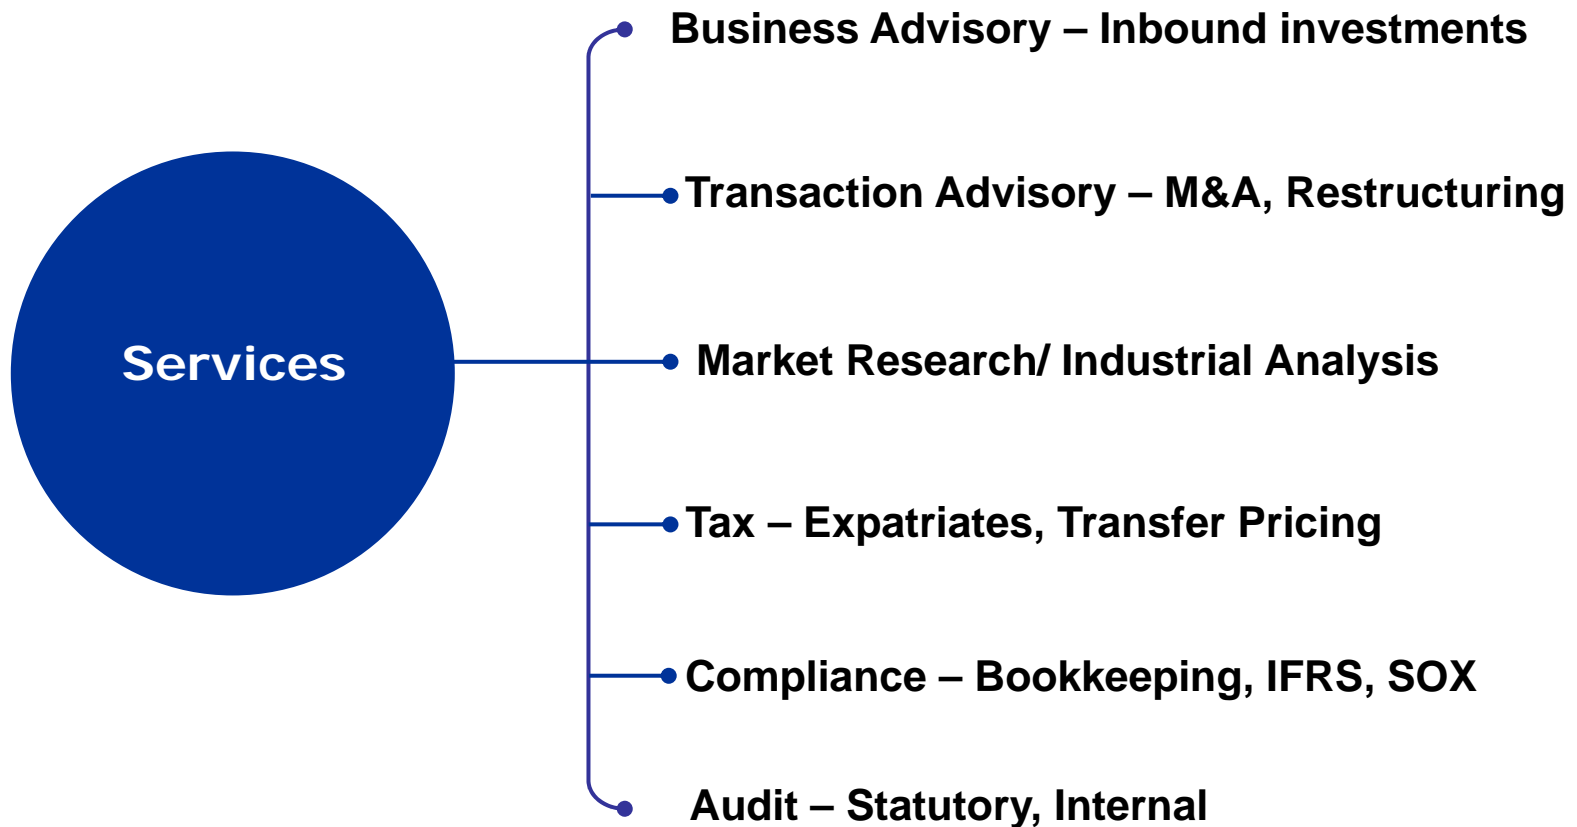 Business Advisory – Inbound investments
Transaction Advisory – M&A, Restructuring
Services
Market Research/ Industrial Analysis
Tax – Expatriates, Transfer Pricing
Compliance – Bookkeeping, IFRS, SOX
Audit – Statutory, Internal